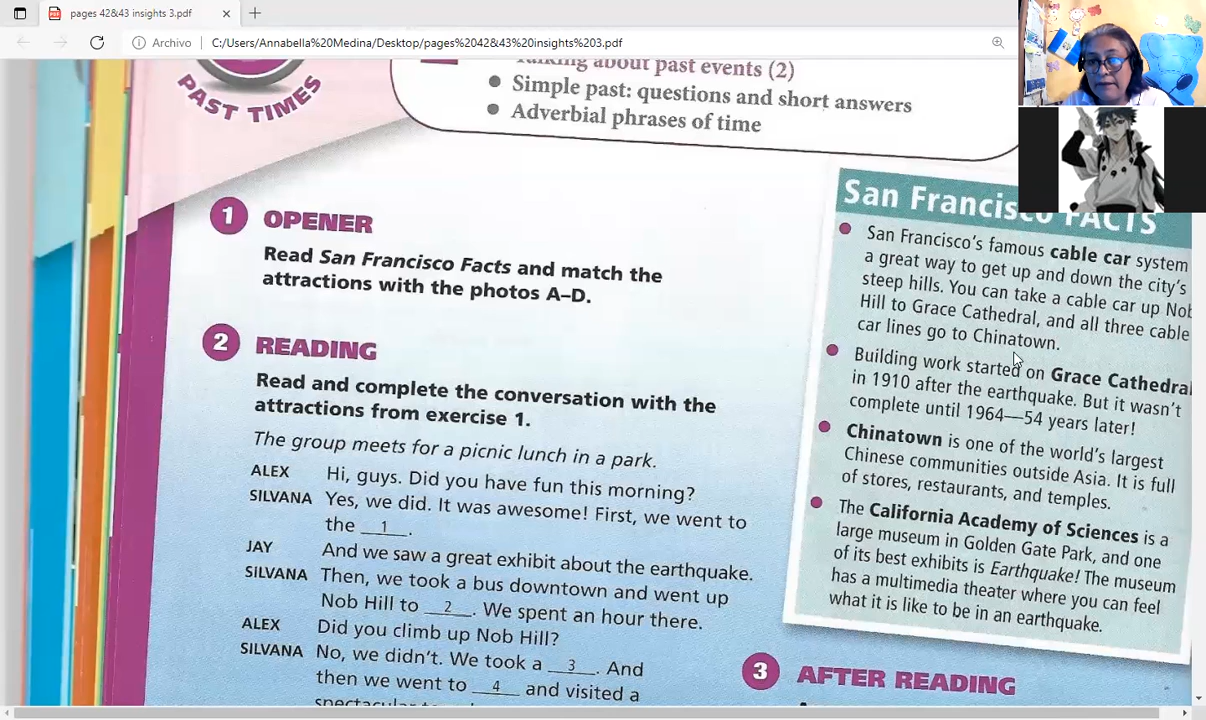 pages 42&43 insights 3.pdf
Archivo
C:/Users/Annabella%20Medina/Desktop/pages%2042&43%20insights%203.pdf
PAST TIMES
Talking about past events (2)
Simple past: questions and short answers
Adverbial phrases of time
1 OPENER
Read San Francisco Facts and match the
attractions with the photos A–D.
2 READING
Read and complete the conversation with the
attractions from exercise 1.
The group meets for a picnic lunch in a park.
ALEX Hi, guys. Did you have fun this morning?
SILVANA Yes, we did. It was awesome! First, we went to
the 1.
JAY And we saw a great exhibit about the earthquake.
SILVANA Then, we took a bus downtown and went up
Nob Hill to 2. We spent an hour there.
ALEX Did you climb up Nob Hill?
SILVANA No, we didn't. We took a 3. And
then we went to 4 and visited a
spectacular
San Francisco FACTS
San Francisco's famous cable car system
a great way to get up and down the city's
steep hills. You can take a cable car up Nob
Hill to Grace Cathedral, and all three cable
car lines go to Chinatown.
Building work started on Grace Cathedral
in 1910 after the earthquake. But it wasn't
complete until 1964—54 years later!
Chinatown is one of the world's largest
Chinese communities outside Asia. It is full
of stores, restaurants, and temples.
The California Academy of Sciences is a
large museum in Golden Gate Park, and one
of its best exhibits is Earthquake! The museum
has a multimedia theater where you can feel
what it is like to be in an earthquake.
3 AFTER READING